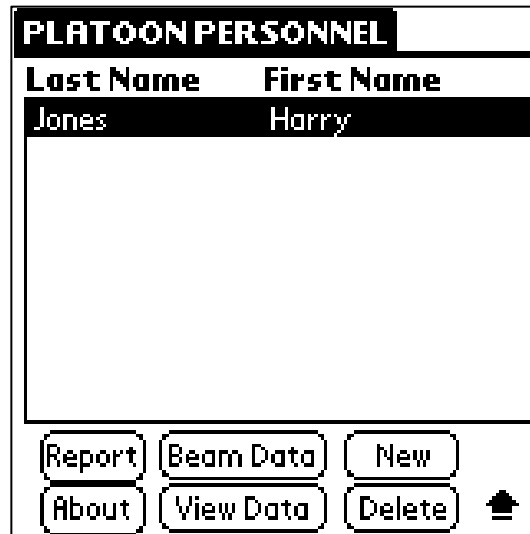 PLATOON PERSONNEL
Last Name First Name
Jones Harry
Report Beam Data New
About View Data Delete